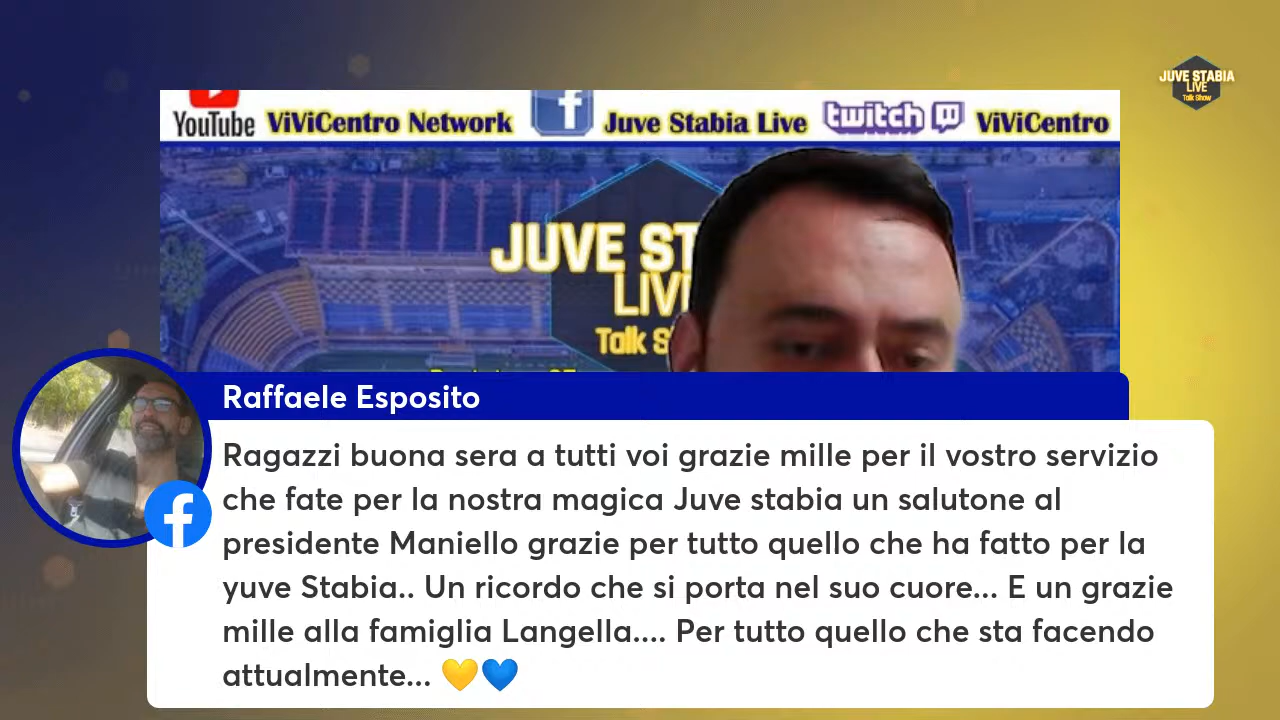 JUVE STABIA
LIVE
Talk Show
YouTube ViViCentro Network f Juve Stabia Live twitch ViViCentro
JUVE ST
LIV
Talk S
Raffaele Esposito
Ragazzi buona sera a tutti voi grazie mille per il vostro servizio
che fate per la nostra magica Juve stabia un salutone al
presidente Maniello grazie per tutto quello che ha fatto per la
yuve Stabia.. Un ricordo che si porta nel suo cuore... E un grazie
mille alla famiglia Langella.... Per tutto quello che sta facendo
attualmente... 💛💙